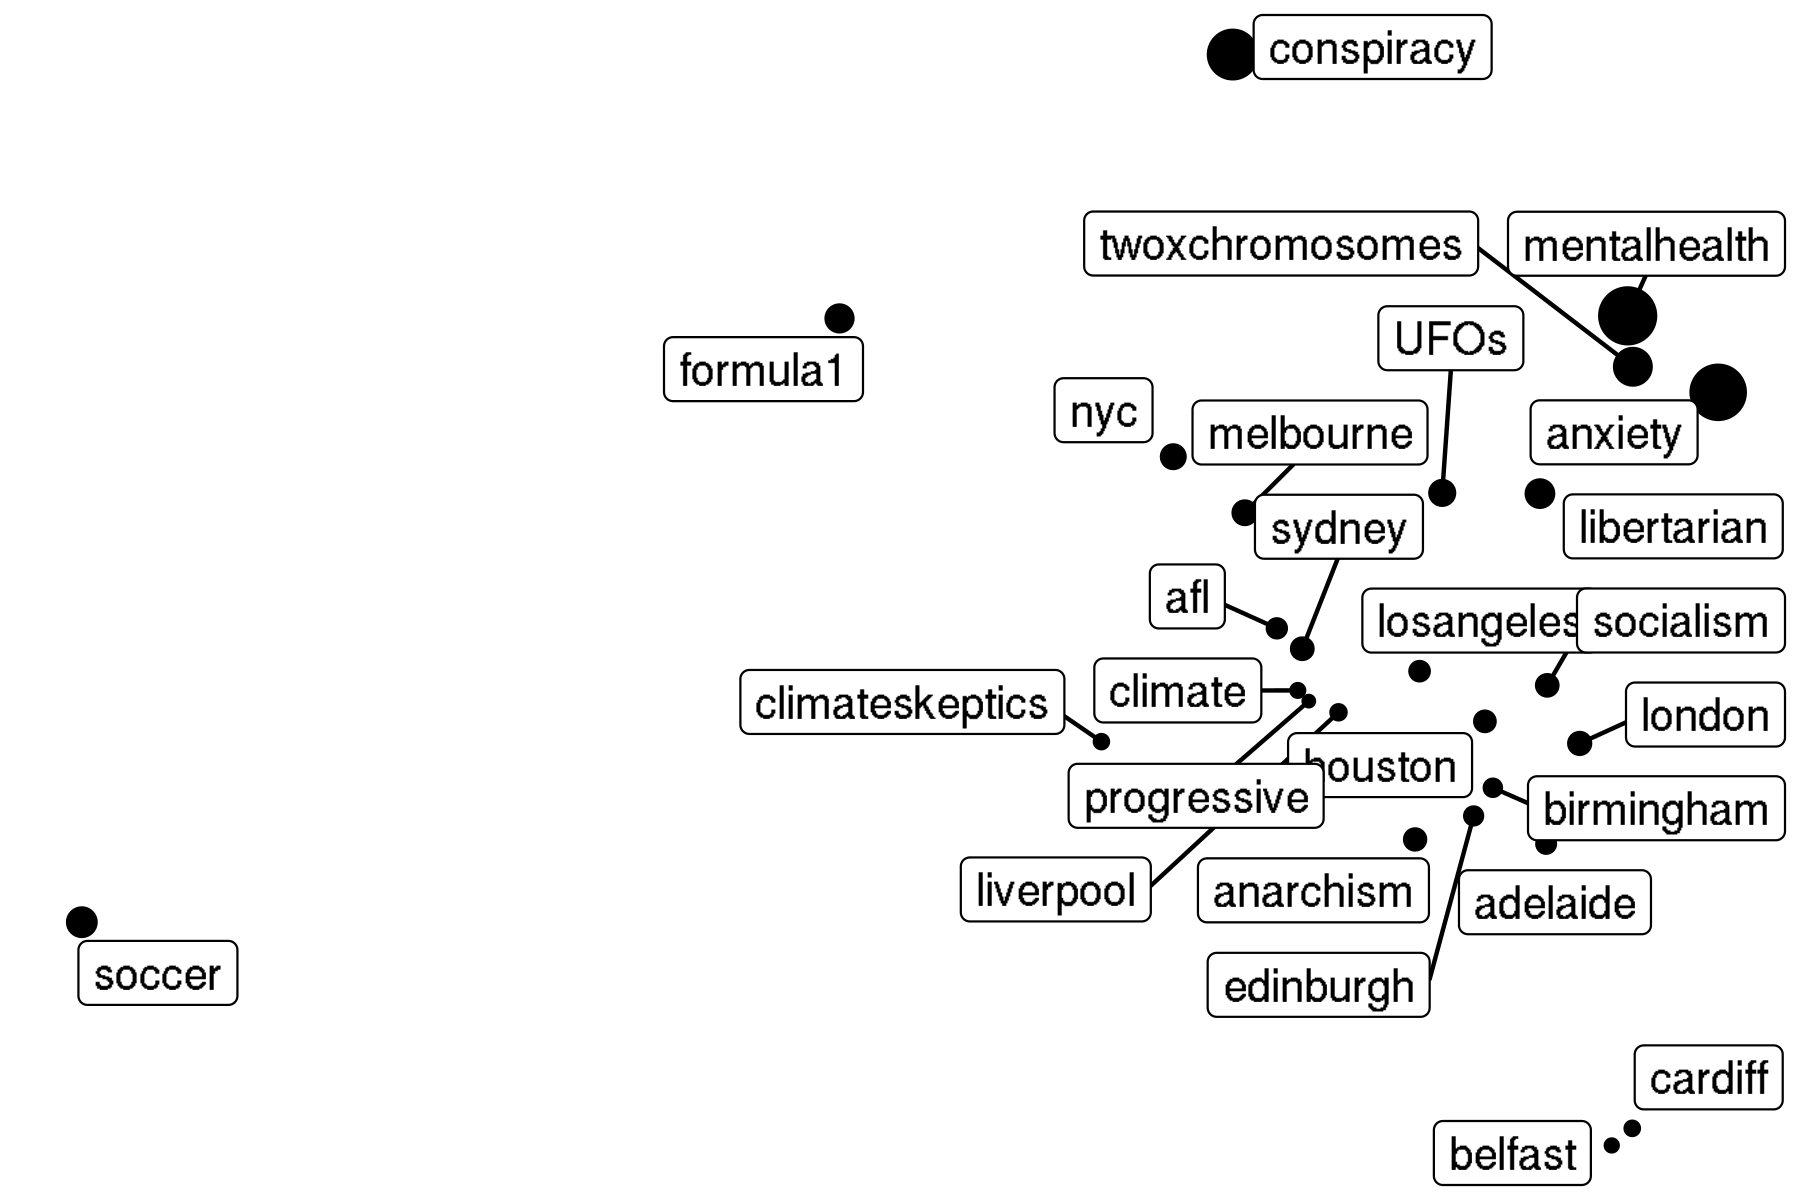 conspiracy
twoxchromosomes
mentalhealth
UFOs
formula1
nyc
melbourne
anxiety
sydney
libertarian
afl
losangeles
socialism
climate
climateskeptics
london
houston
progressive
birmingham
liverpool
anarchism
adelaide
soccer
edinburgh
cardiff
belfast